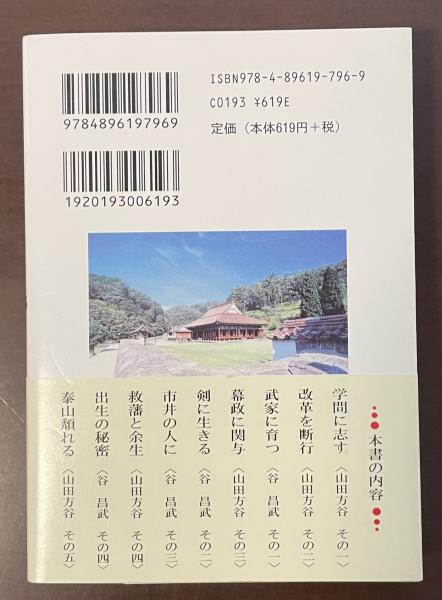 ISBN978-4-89619-796-9
C0193 ¥619E
定価（本体619円＋税）
9784896197969
1920193006193
本書の内容
学問に志す〈山田方谷　その一〉
改革を断行〈山田方谷　その二〉
武家に育つ〈谷　昌武　その一〉
幕政に関与〈山田方谷　その三〉
剣に生きる〈谷　昌武　その二〉
市井の人に〈谷　昌武　その三〉
救藩と余生〈山田方谷　その四〉
出生の秘密〈谷　昌武　その四〉
泰山頽れる〈山田方谷　その五〉